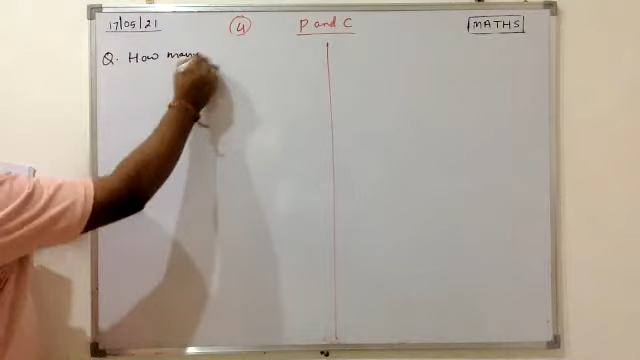 17/05/21
4
P and C
MATHS
Q. How many